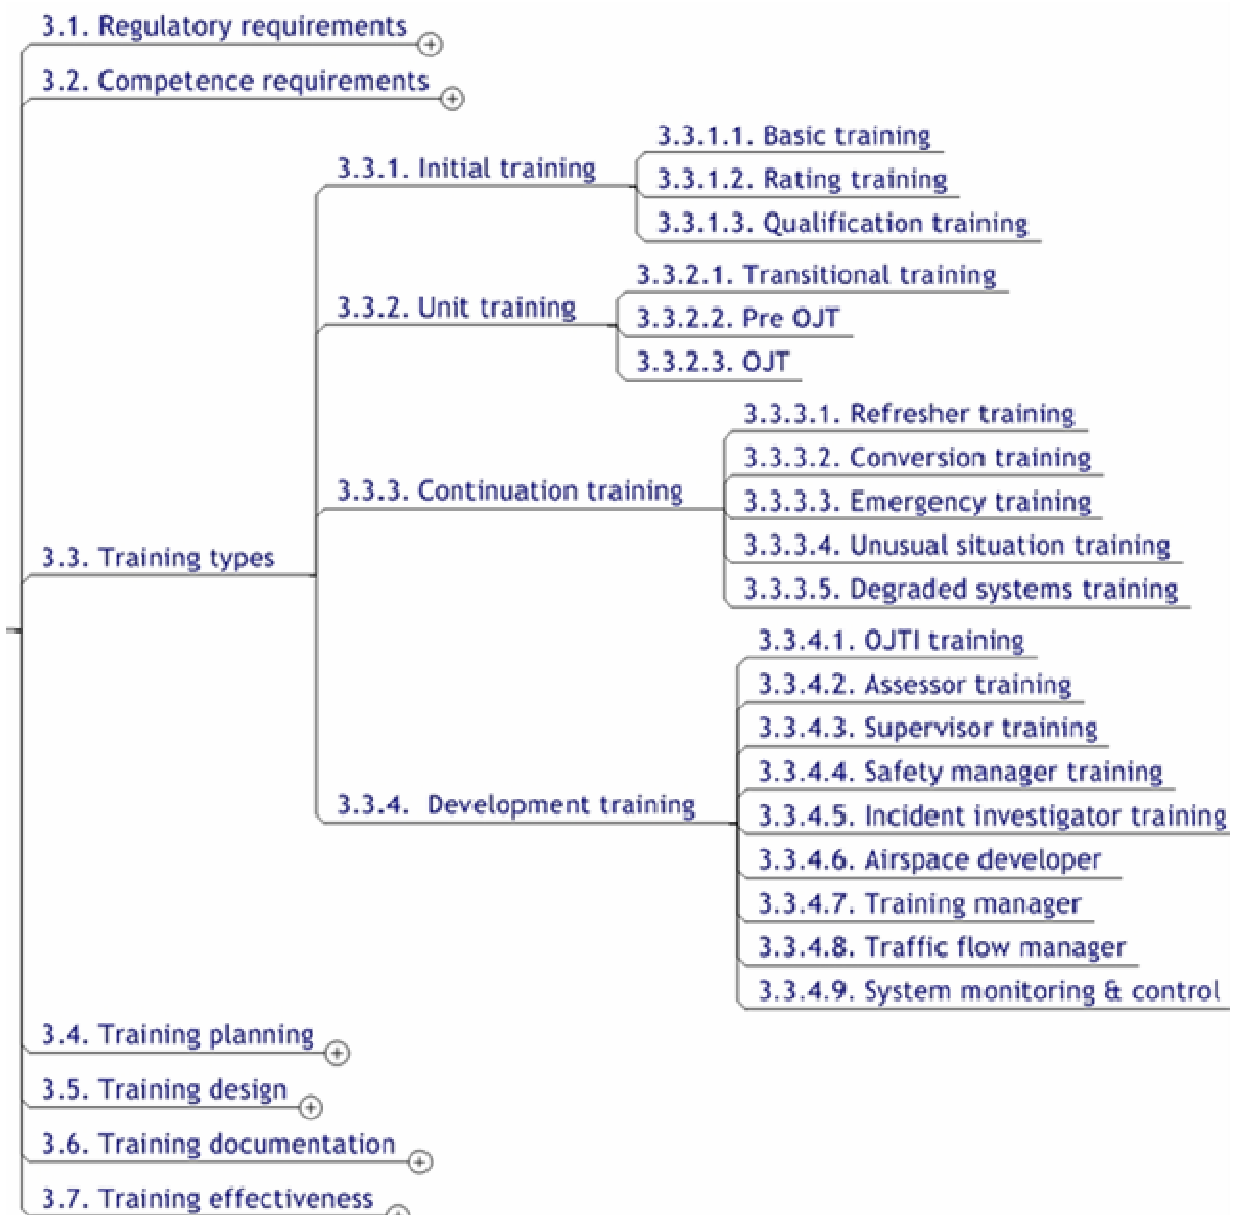 3.1. Regulatory requirements
3.2. Competence requirements
3.3. Training types
3.3.1. Initial training
3.3.1.1. Basic training
3.3.1.2. Rating training
3.3.1.3. Qualification training
3.3.2. Unit training
3.3.2.1. Transitional training
3.3.2.2. Pre OJT
3.3.2.3. OJT
3.3.3. Continuation training
3.3.3.1. Refresher training
3.3.3.2. Conversion training
3.3.3.3. Emergency training
3.3.3.4. Unusual situation training
3.3.3.5. Degraded systems training
3.3.4. Development training
3.3.4.1. OJTI training
3.3.4.2. Assessor training
3.3.4.3. Supervisor training
3.3.4.4. Safety manager training
3.3.4.5. Incident investigator training
3.3.4.6. Airspace developer
3.3.4.7. Training manager
3.3.4.8. Traffic flow manager
3.3.4.9. System monitoring & control
3.4. Training planning
3.5. Training design
3.6. Training documentation
3.7. Training effectiveness